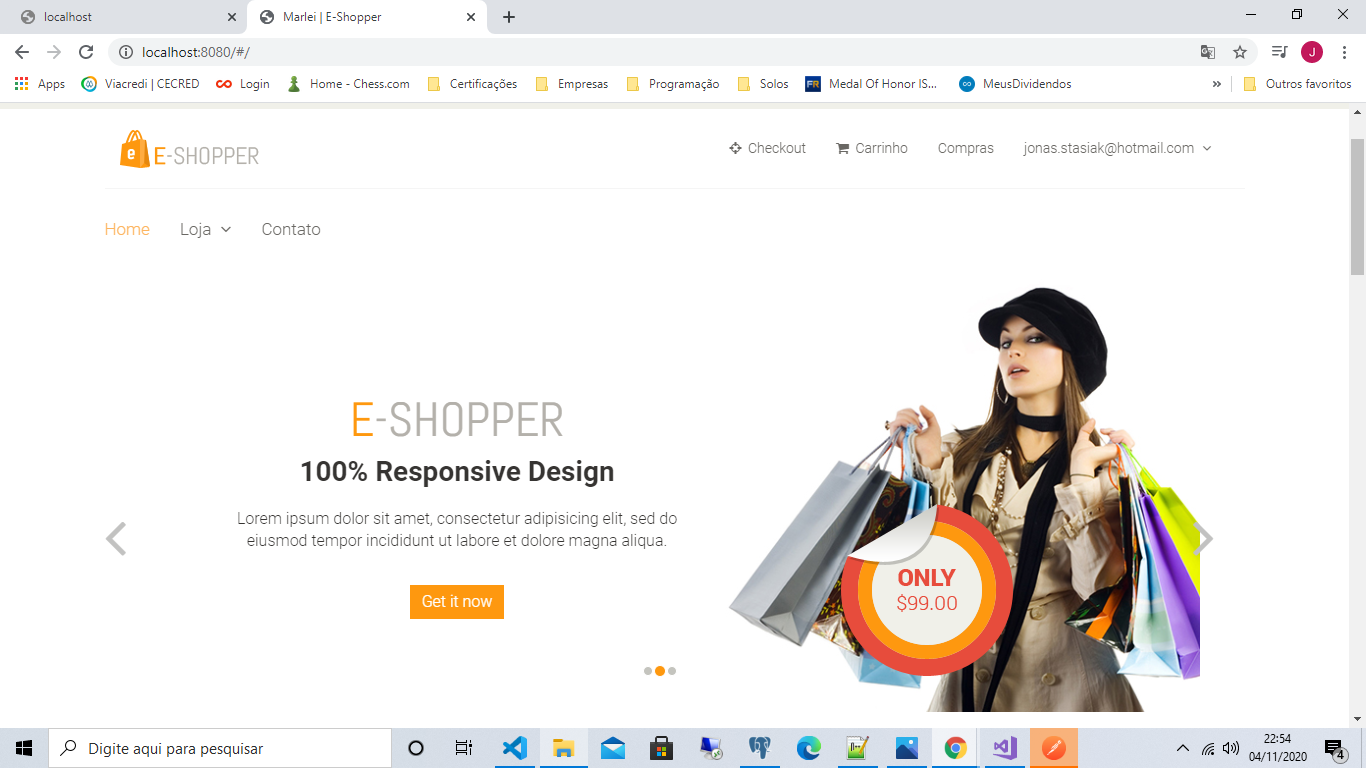 localhost
Marlei | E-Shopper
localhost:8080/#/
J
Apps
Viacredi | CECRED
Login
Home - Chess.com
Certificações
Empresas
Programação
Solos
FR
Medal Of Honor IS...
MeusDividendos
»
Outros favoritos
e
E-SHOPPER
Checkout
Carrinho
Compras
jonas.stasiak@hotmail.com
Home
Loja
Contato
E-SHOPPER
100% Responsive Design
Lorem ipsum dolor sit amet, consectetur adipisicing elit, sed do
eiusmod tempor incididunt ut labore et dolore magna aliqua.
Get it now
ONLY
$99.00
Digite aqui para pesquisar
22:54
04/11/2020
4